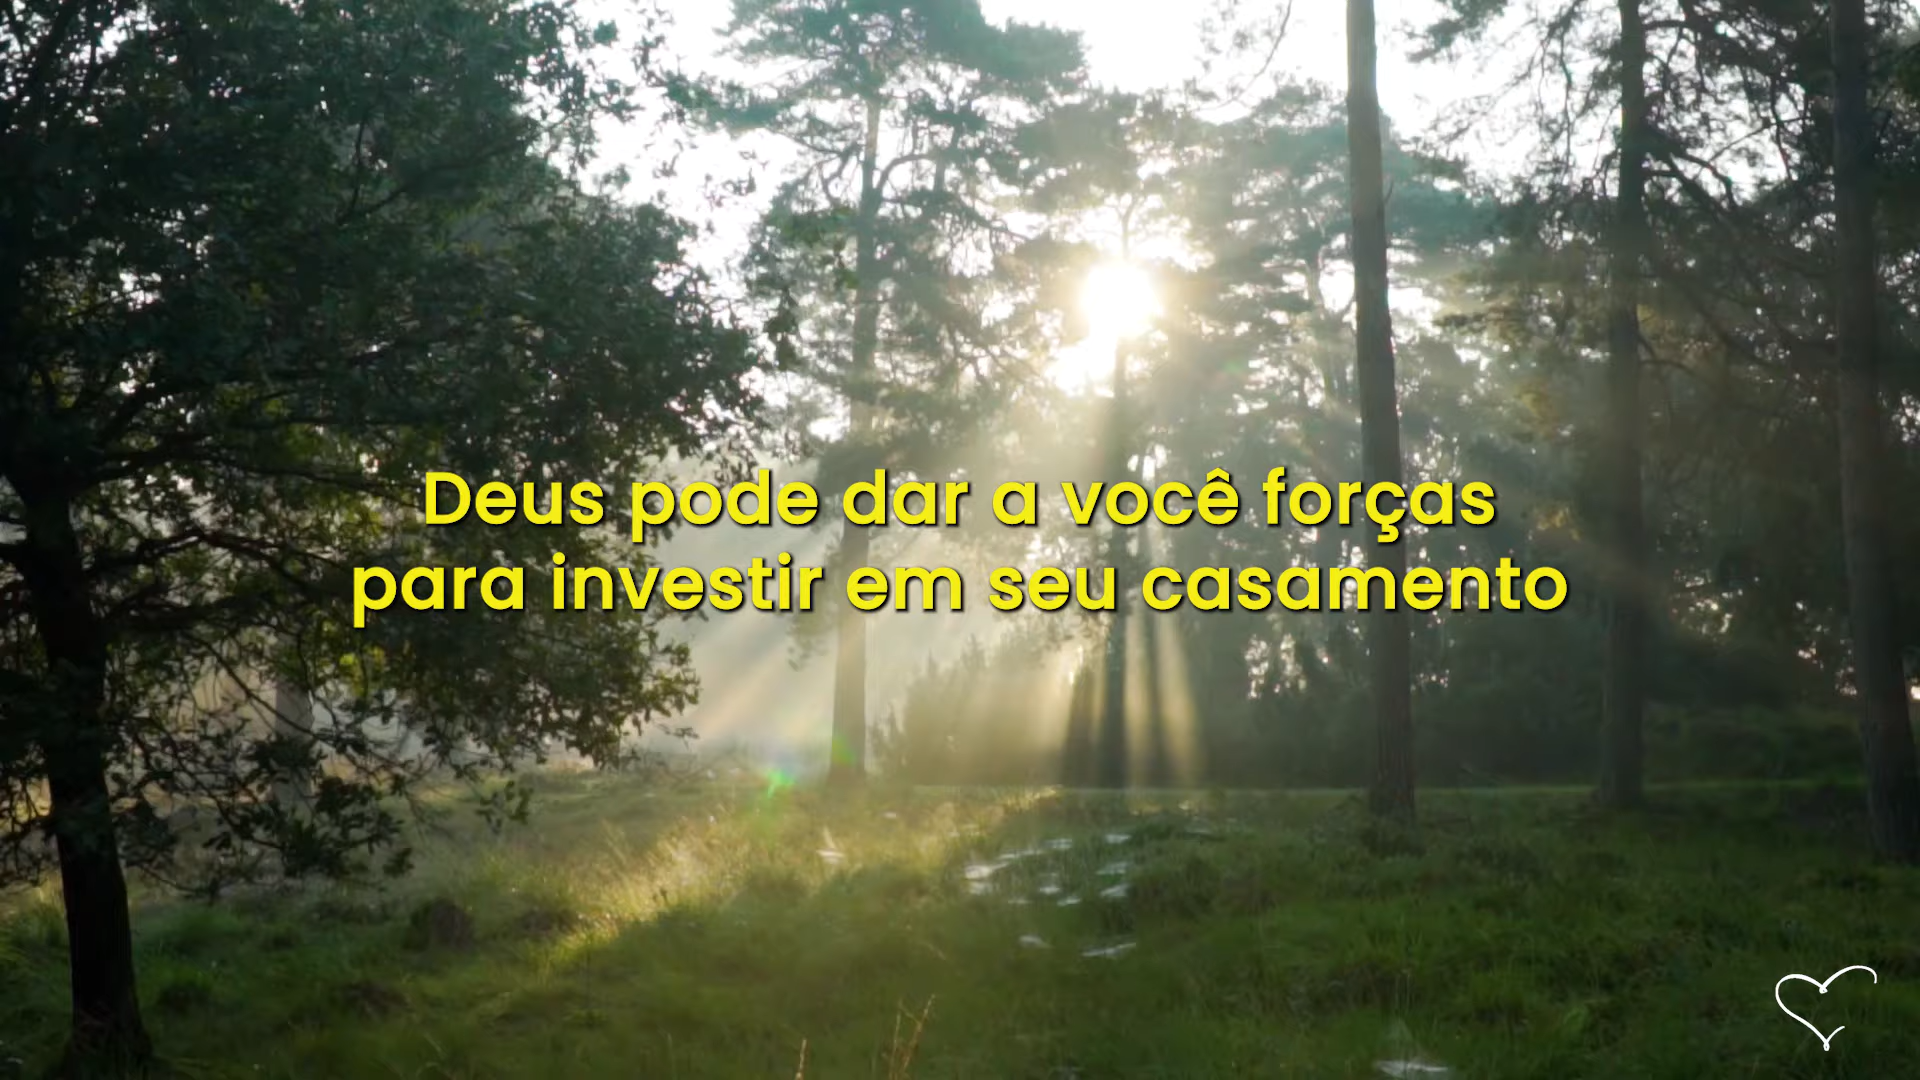 Deus pode dar a você forças
para investir em seu casamento